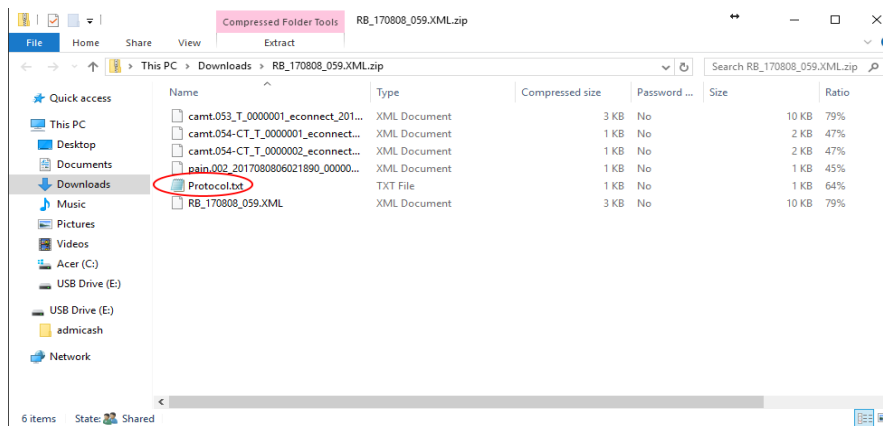 Compressed Folder Tools RB_170808_059.XML.zip
File Home Share View Extract
This PC > Downloads > RB_170808_059.XML.zip
Search RB_170808_059.XML.zip
Name Type Compressed size Password ... Size Ratio
camt.053_T_0000001_econnect_201... XML Document 3 KB No 10 KB 79%
camt.054-CT_T_0000001_econnect... XML Document 1 KB No 2 KB 47%
camt.054-CT_T_0000002_econnect... XML Document 1 KB No 2 KB 47%
pain.002_2017080806021890_00000... XML Document 1 KB No 1 KB 45%
Protocol.txt TXT File 1 KB No 1 KB 64%
RB_170808_059.XML XML Document 3 KB No 10 KB 79%
Quick access
This PC
Desktop
Documents
Downloads
Music
Pictures
Videos
Acer (C:)
USB Drive (E:)
USB Drive (E:)
admicash
Network
6 items State: Shared